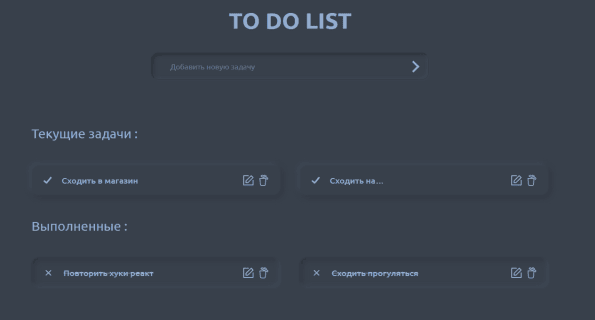 TO DO LIST
Добавить новую задачу
Текущие задачи :
Сходить в магазин
Сходить на...
Выполненные :
Повторить хуки реакт
Сходить прогуляться